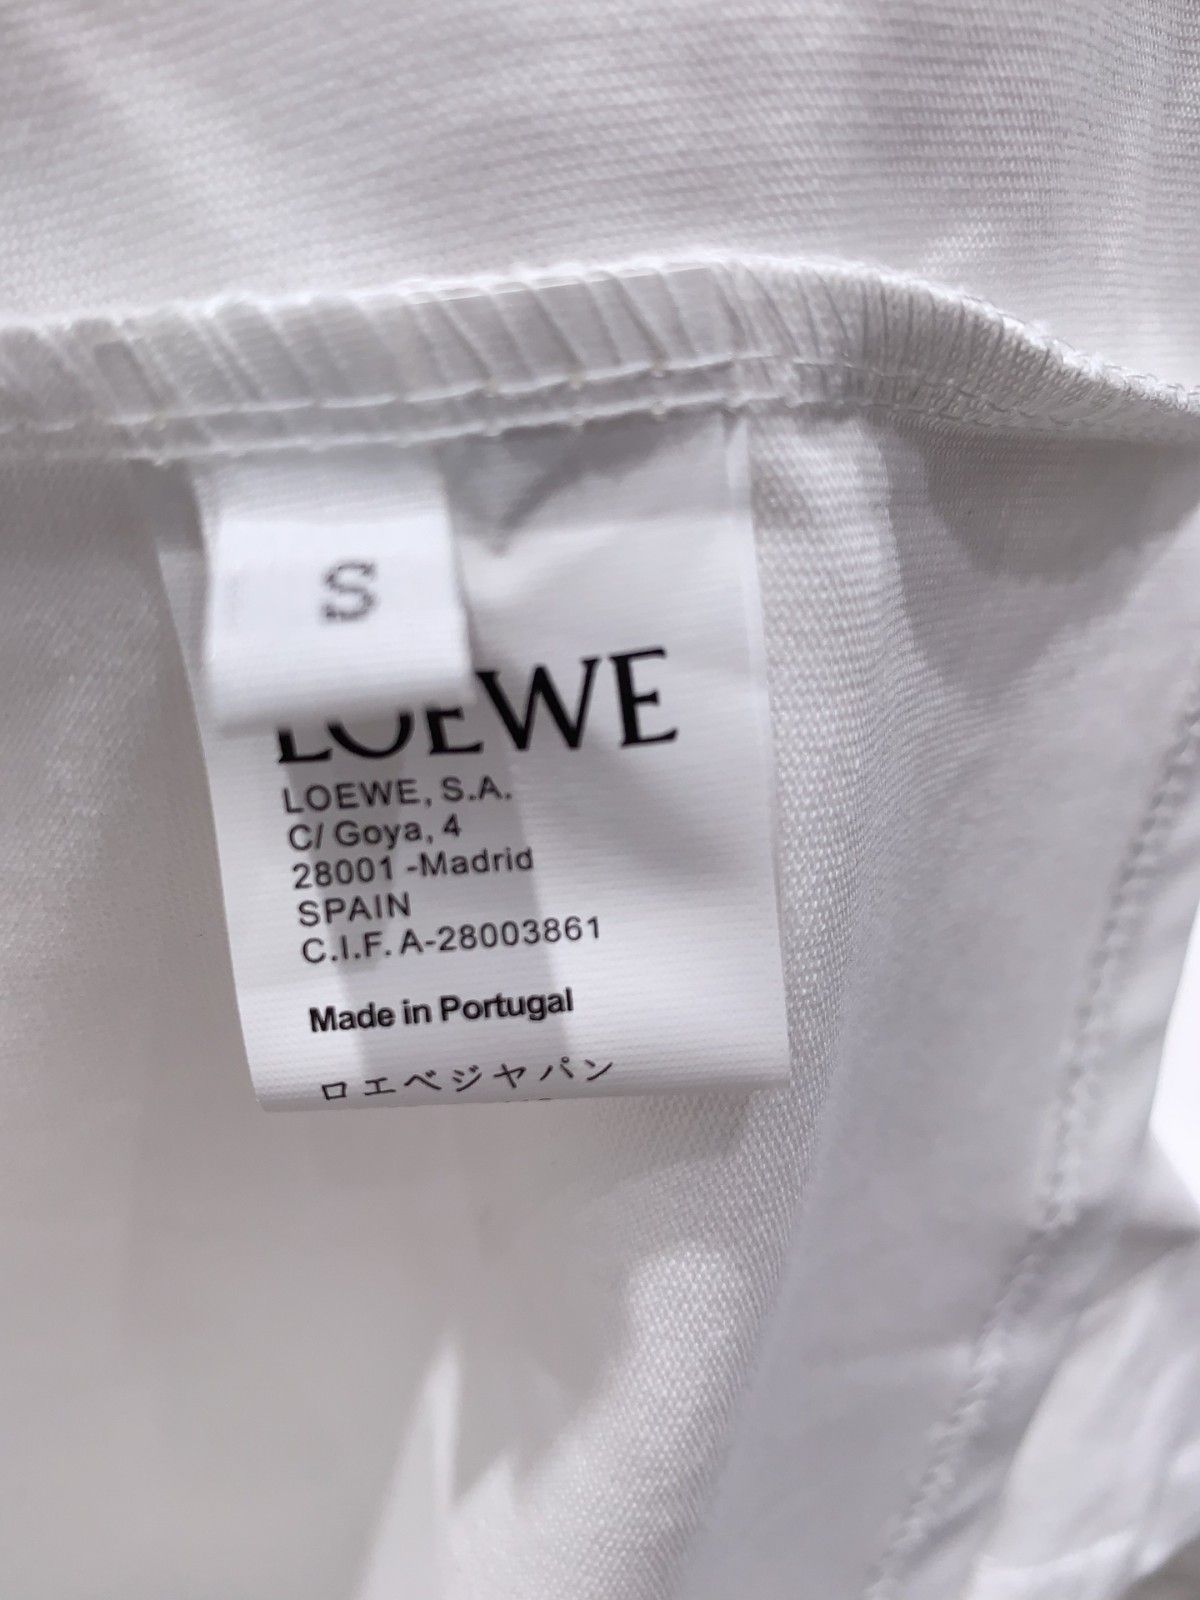 S
LOEWE
LOEWE, S.A.
C/ Goya, 4
28001 -Madrid
SPAIN
C.I.F. A-28003861
Made in Portugal
ロエベジャパン